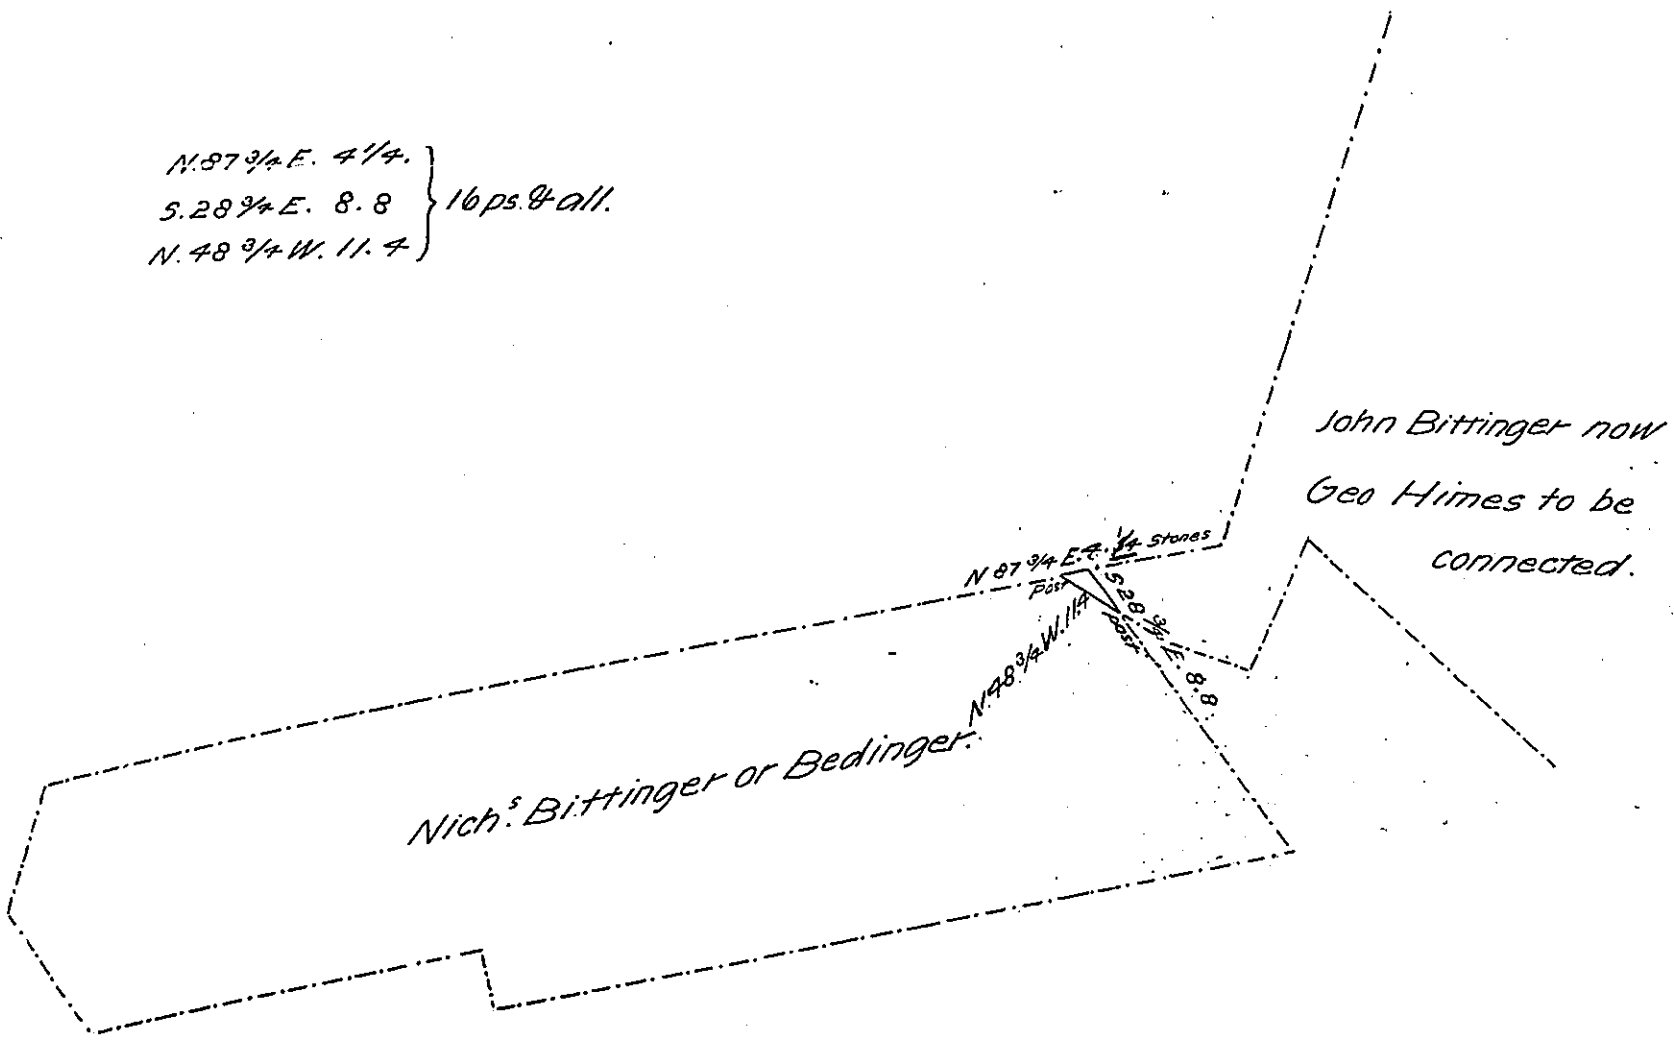 N. 87 3/4 E. 4 1/4.
S. 28 3/4 E. 8. 8
N. 48 3/4 W. 11. 4
16 ps. & all.
John Bittinger now
Geo Himes to be
connected.
N 87 3/4 E. 4. 1/4 Stones
Post
S 28 3/4 E. 8. 8.
post
N. 48 3/4 W. 11.4
Nich.s Bittinger or Bedinger.